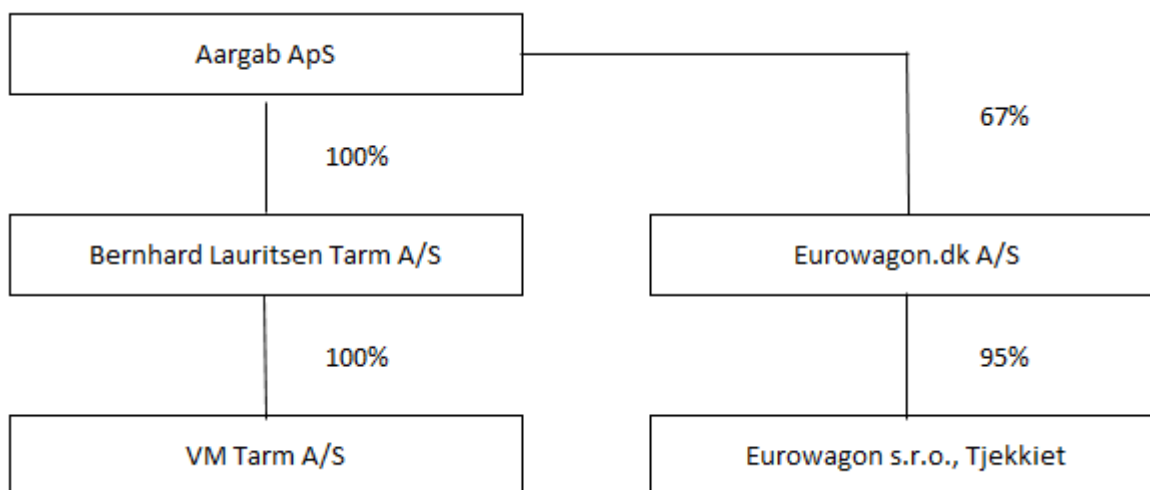 Aargab ApS
67%
100%
Bernhard Lauritsen Tarm A/S
Eurowagon.dk A/S
100%
95%
VM Tarm A/S
Eurowagon s.r.o., Tjekkiet